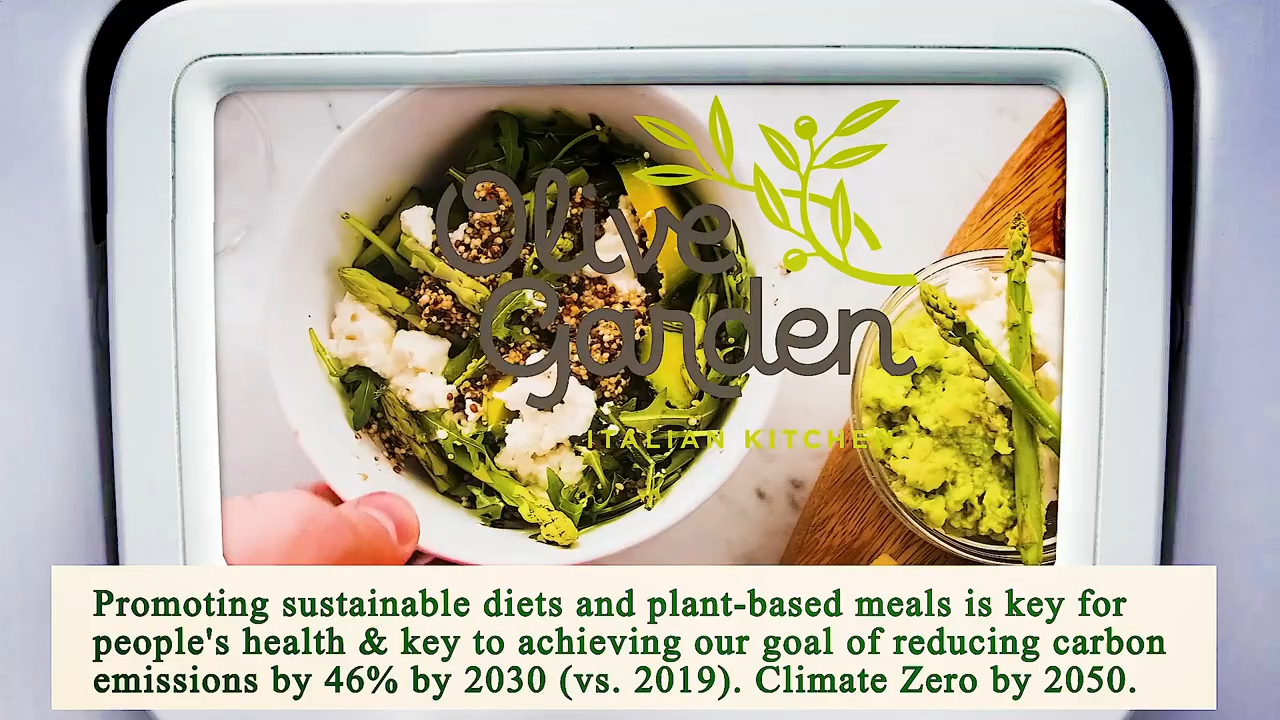 Olive
Garden
ITALIAN KITCHEN
Promoting sustainable diets and plant-based meals is key for
people's health & key to achieving our goal of reducing carbon
emissions by 46% by 2030 (vs. 2019). Climate Zero by 2050.